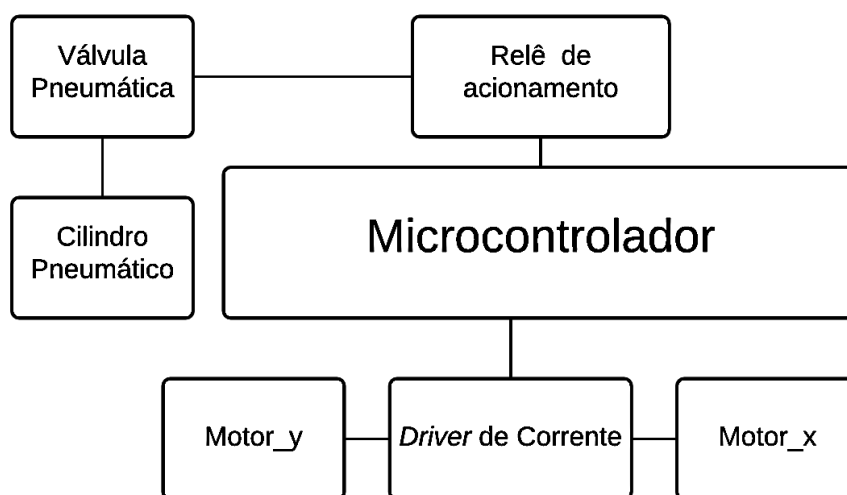 Válvula
Pneumática
Relê de
acionamento
Cilindro
Pneumático
Microcontrolador
Motor_y
Driver de Corrente
Motor_x